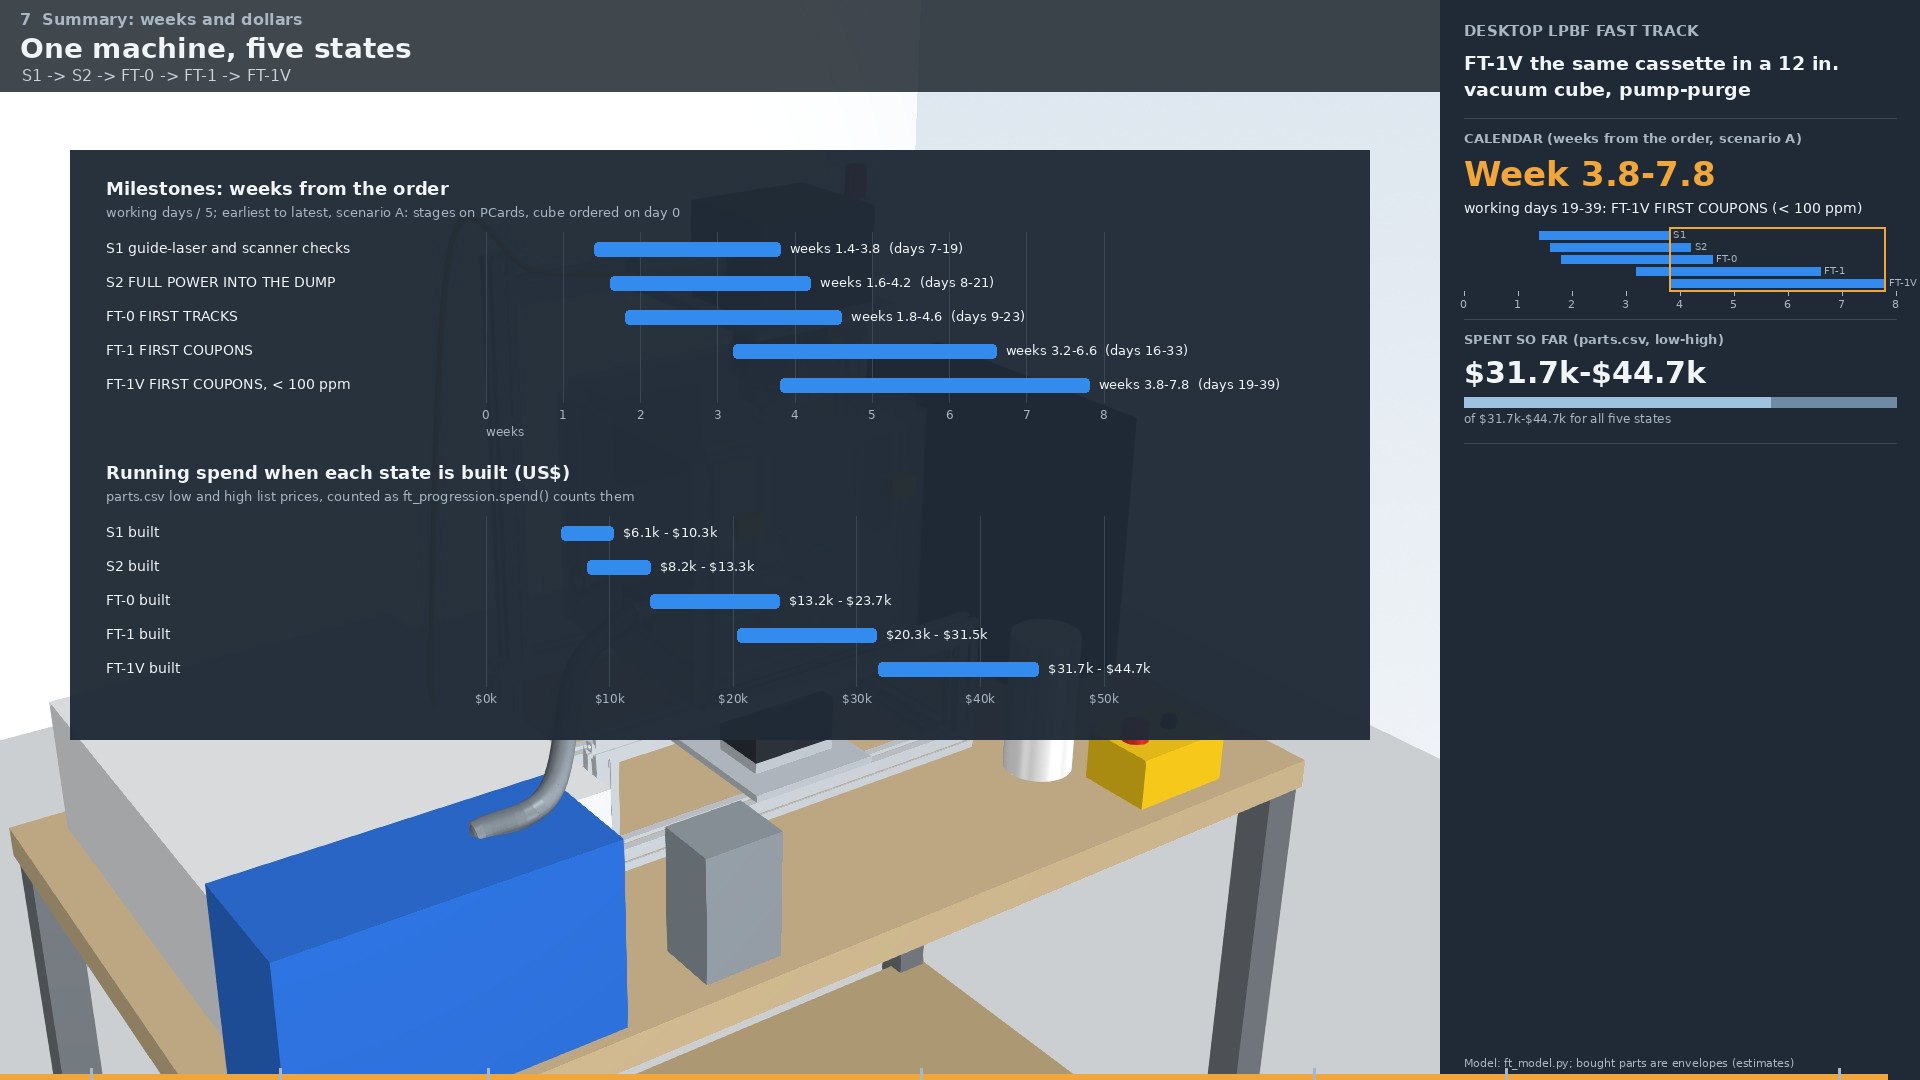 7 Summary: weeks and dollars
One machine, five states
S1 -> S2 -> FT-0 -> FT-1 -> FT-1V
Milestones: weeks from the order
working days / 5; earliest to latest, scenario A: stages on PCards, cube ordered on day 0
S1 guide-laser and scanner checks
weeks 1.4-3.8 (days 7-19)
S2 FULL POWER INTO THE DUMP
weeks 1.6-4.2 (days 8-21)
FT-0 FIRST TRACKS
weeks 1.8-4.6 (days 9-23)
FT-1 FIRST COUPONS
weeks 3.2-6.6 (days 16-33)
FT-1V FIRST COUPONS, < 100 ppm
weeks 3.8-7.8 (days 19-39)
0 1 2 3 4 5 6 7 8
weeks
Running spend when each state is built (US$)
parts.csv low and high list prices, counted as ft_progression.spend() counts them
S1 built
$6.1k - $10.3k
S2 built
$8.2k - $13.3k
FT-0 built
$13.2k - $23.7k
FT-1 built
$20.3k - $31.5k
FT-1V built
$31.7k - $44.7k
$0k $10k $20k $30k $40k $50k
DESKTOP LPBF FAST TRACK
FT-1V the same cassette in a 12 in.
vacuum cube, pump-purge
CALENDAR (weeks from the order, scenario A)
Week 3.8-7.8
working days 19-39: FT-1V FIRST COUPONS (< 100 ppm)
S1
S2
FT-0
FT-1
FT-1V
0 1 2 3 4 5 6 7 8
SPENT SO FAR (parts.csv, low-high)
$31.7k-$44.7k
of $31.7k-$44.7k for all five states
Model: ft_model.py; bought parts are envelopes (estimates)